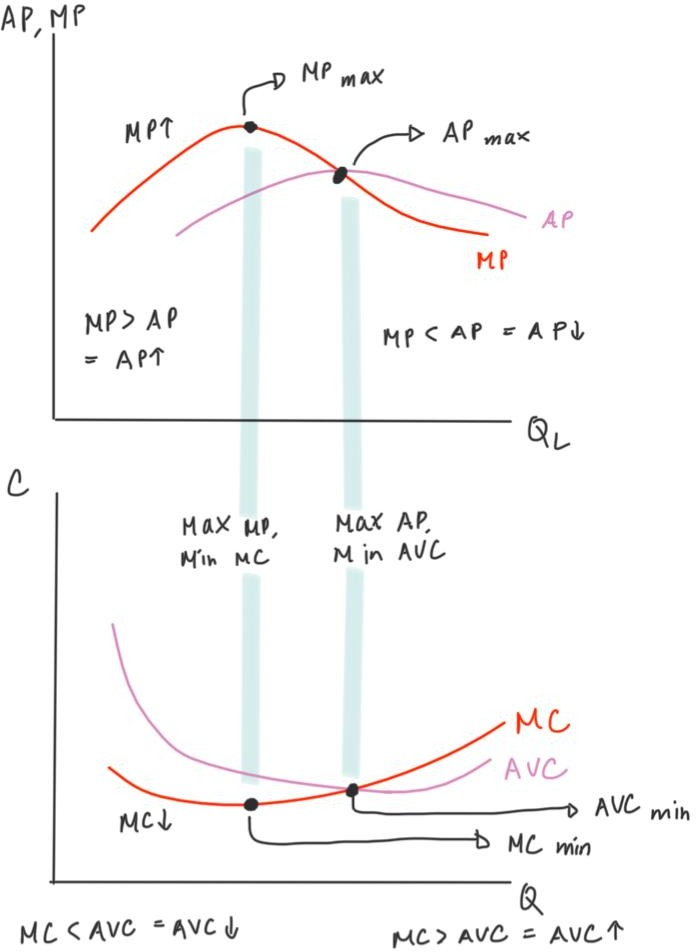 AP, MP
MP max
MP↑
AP max
AP
MP
MP > AP
= AP↑
MP < AP = AP↓
QL
C
Max MP,
Min MC
Max AP,
Min AVC
MC
AVC
MC↓
AVC min
MC min
Q
MC < AVC = AVC↓
MC > AVC = AVC↑